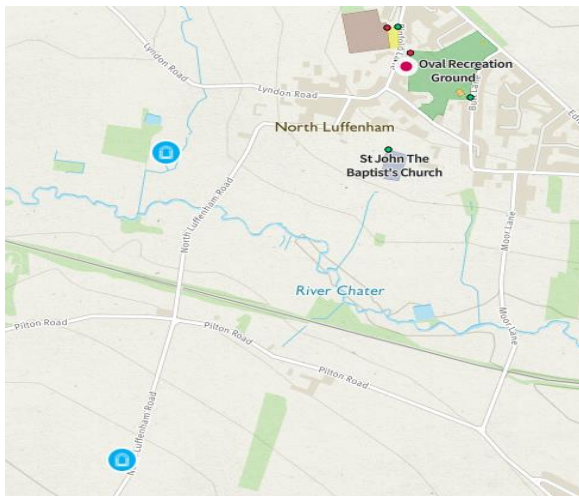 Lyndon Road
Lyndon Road
Oval Recreation
Ground
North Luffenham
St John The
Baptist's Church
North Luffenham Road
Moor Lane
River Chater
Moor Lane
Pilton Road
Pilton Road
Pilton Road
Luffenham Road